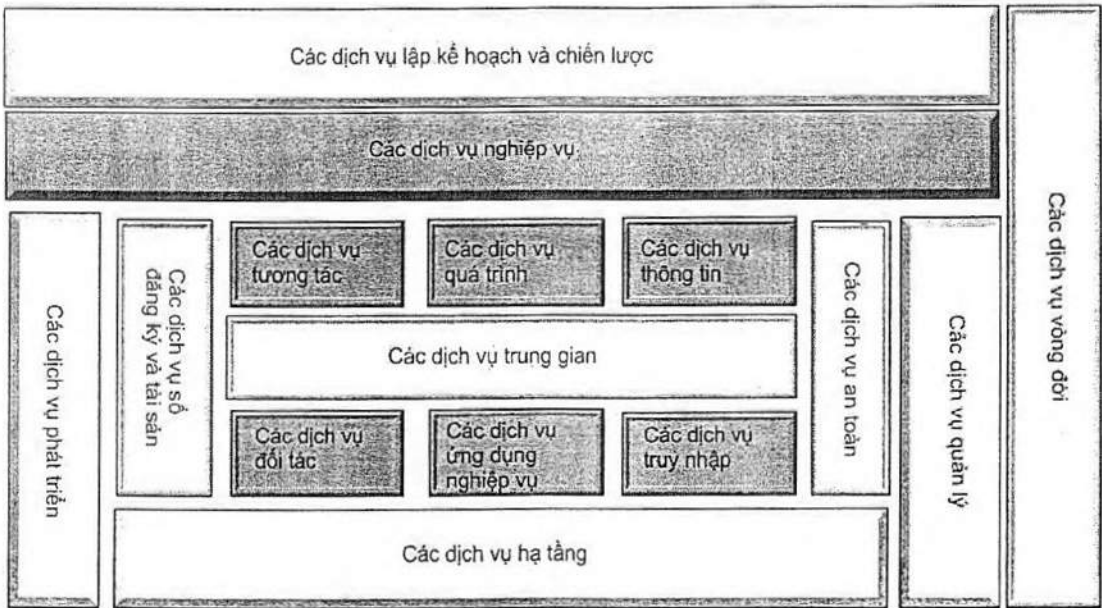 Các dịch vụ lập kế hoạch và chiến lược
Các dịch vụ nghiệp vụ
Các dịch vụ phát triển
Các dịch vụ sổ
đăng ký và tài sản
Các dịch vụ
tương tác
Các dịch vụ
quá trình
Các dịch vụ
thông tin
Các dịch vụ trung gian
Các dịch vụ
đối tác
Các dịch vụ
ứng dụng
nghiệp vụ
Các dịch vụ
truy nhập
Các dịch vụ an toàn
Các dịch vụ quản lý
Các dịch vụ vòng đời
Các dịch vụ hạ tầng